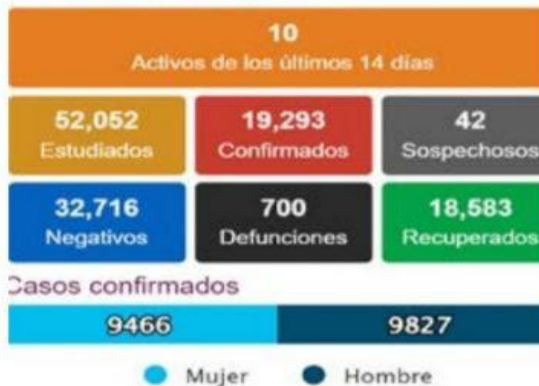 10
Activos de los últimos 14 días
52,052
Estudiados
19,293
Confirmados
42
Sospechosos
32,716
Negativos
700
Defunciones
18,583
Recuperados
Casos confirmados
9466
9827
Mujer
Hombre